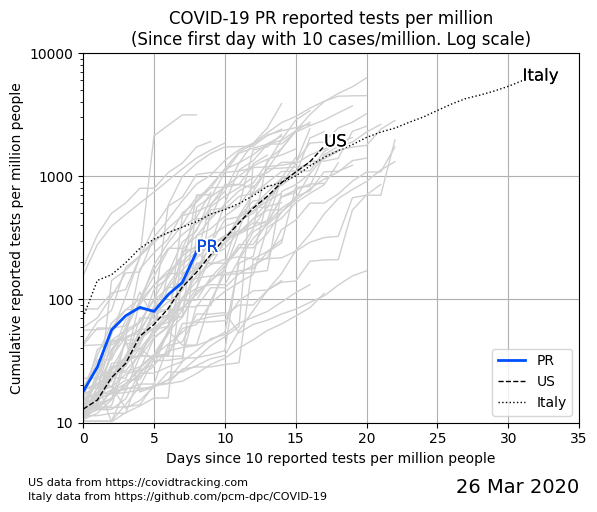 COVID-19 PR reported tests per million
(Since first day with 10 cases/million. Log scale)
Cumulative reported tests per million people
10000
1000
100
10
Italy
US
PR
PR
US
Italy
0 5 10 15 20 25 30 35
Days since 10 reported tests per million people
US data from https://covidtracking.com
Italy data from https://github.com/pcm-dpc/COVID-19
26 Mar 2020